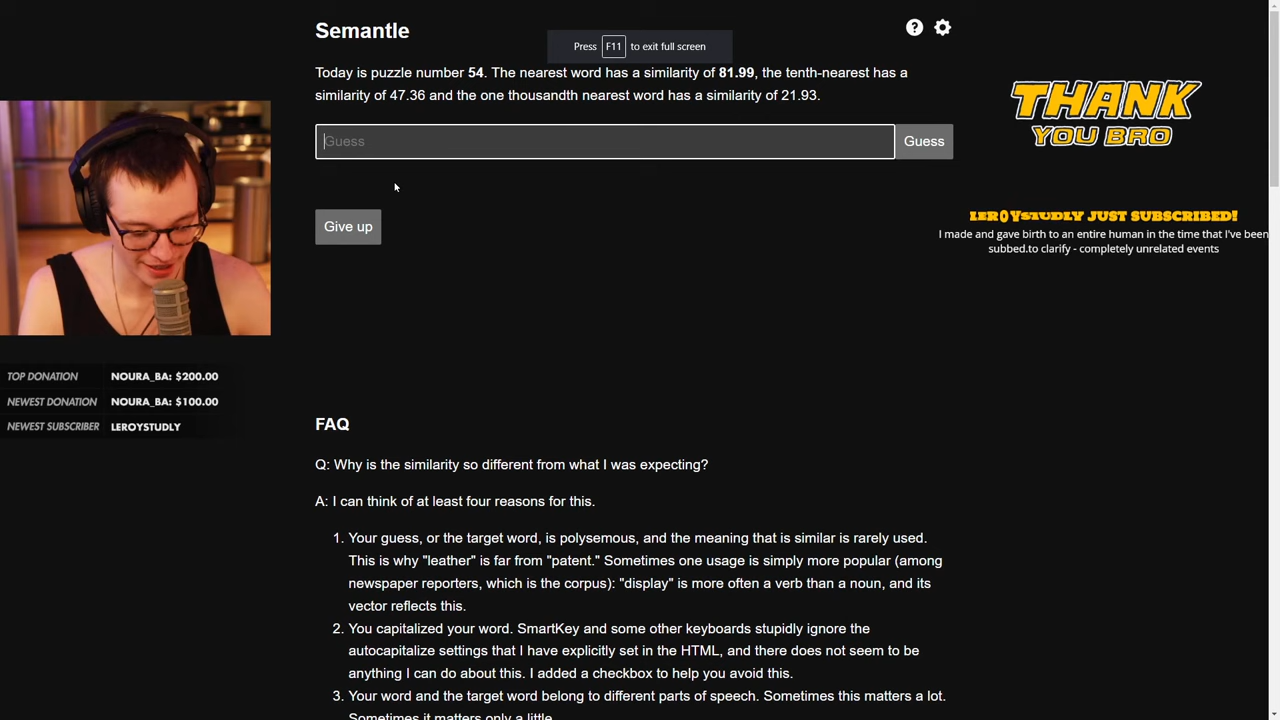 Semantle
Press F11 to exit full screen
Today is puzzle number 54. The nearest word has a similarity of 81.99, the tenth-nearest has a
similarity of 47.36 and the one thousandth nearest word has a similarity of 21.93.
Guess
Guess
Give up
THANK
YOU BRO
LEROYSTUDLY JUST SUBSCRIBED!
I made and gave birth to an entire human in the time that I've been
subbed.to clarify - completely unrelated events
TOP DONATION NOURA_BA: $200.00
NEWEST DONATION NOURA_BA: $100.00
NEWEST SUBSCRIBER LEROYSTUDLY
FAQ
Q: Why is the similarity so different from what I was expecting?
A: I can think of at least four reasons for this.
1. Your guess, or the target word, is polysemous, and the meaning that is similar is rarely used.
This is why "leather" is far from "patent." Sometimes one usage is simply more popular (among
newspaper reporters, which is the corpus): "display" is more often a verb than a noun, and its
vector reflects this.
2. You capitalized your word. SmartKey and some other keyboards stupidly ignore the
autocapitalize settings that I have explicitly set in the HTML, and there does not seem to be
anything I can do about this. I added a checkbox to help you avoid this.
3. Your word and the target word belong to different parts of speech. Sometimes this matters a lot.
Sometimes it matters only a little.